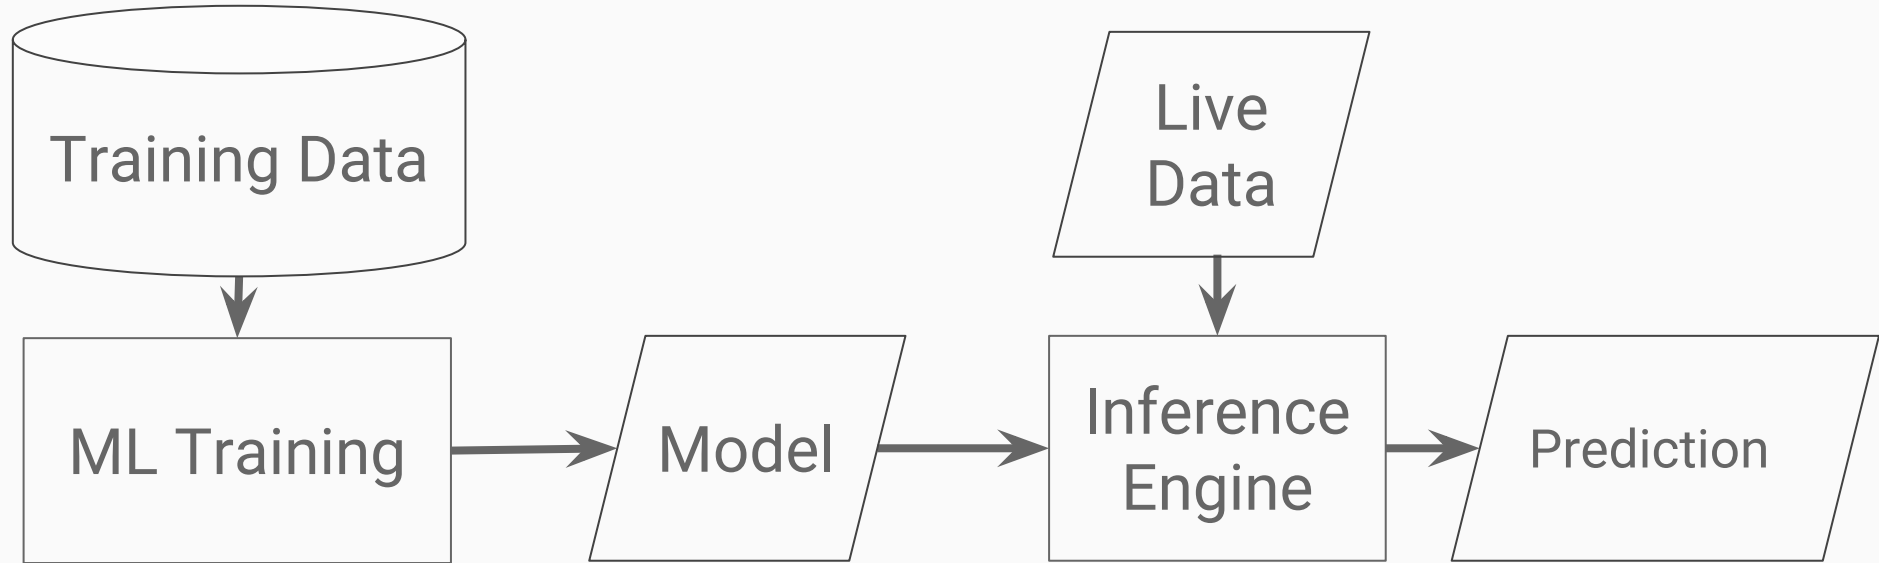 Training Data
Live
Data
ML Training
Model
Inference
Engine
Prediction